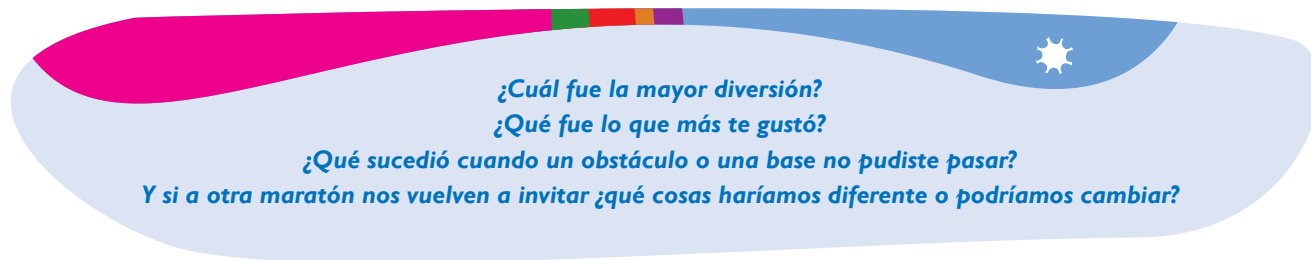 ¿Cuál fue la mayor diversión?
¿Qué fue lo que más te gustó?
¿Qué sucedió cuando un obstáculo o una base no pudiste pasar?
Y si a otra maratón nos vuelven a invitar ¿qué cosas haríamos diferente o podríamos cambiar?